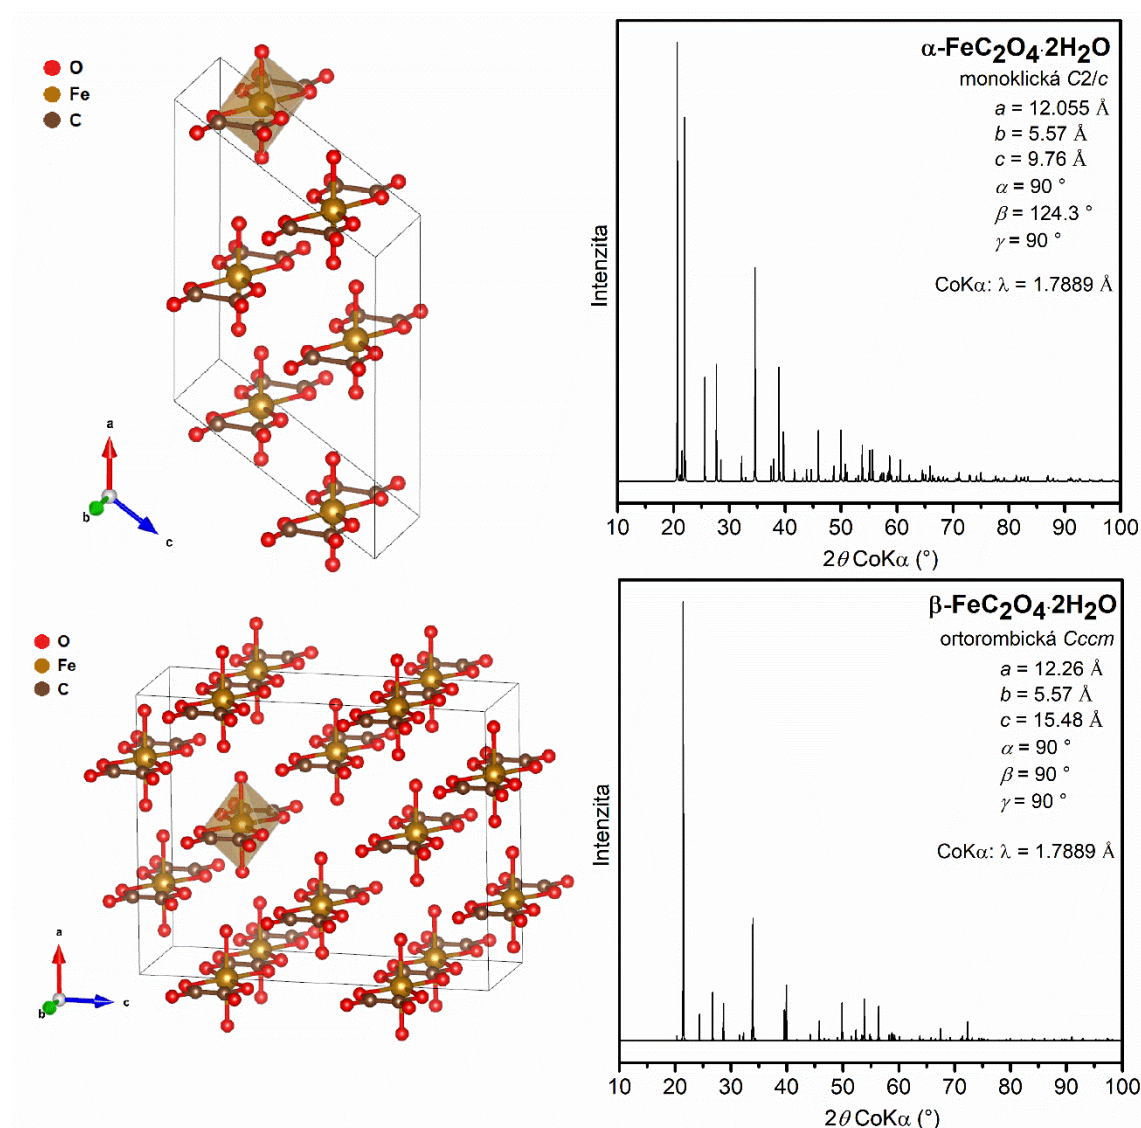 O
Fe
C
a
b
c
α-FeC2O4·2H2O
monoklická C2/c
a = 12.055 Å
b = 5.57 Å
c = 9.76 Å
α = 90 °
β = 124.3 °
γ = 90 °
CoKα: λ = 1.7889 Å
Intenzita
10 20 30 40 50 60 70 80 90 100
2θ CoKα (°)
O
Fe
C
a
b
c
β-FeC2O4·2H2O
ortorombická Cccm
a = 12.26 Å
b = 5.57 Å
c = 15.48 Å
α = 90 °
β = 90 °
γ = 90 °
CoKα: λ = 1.7889 Å
Intenzita
10 20 30 40 50 60 70 80 90 100
2θ CoKα (°)